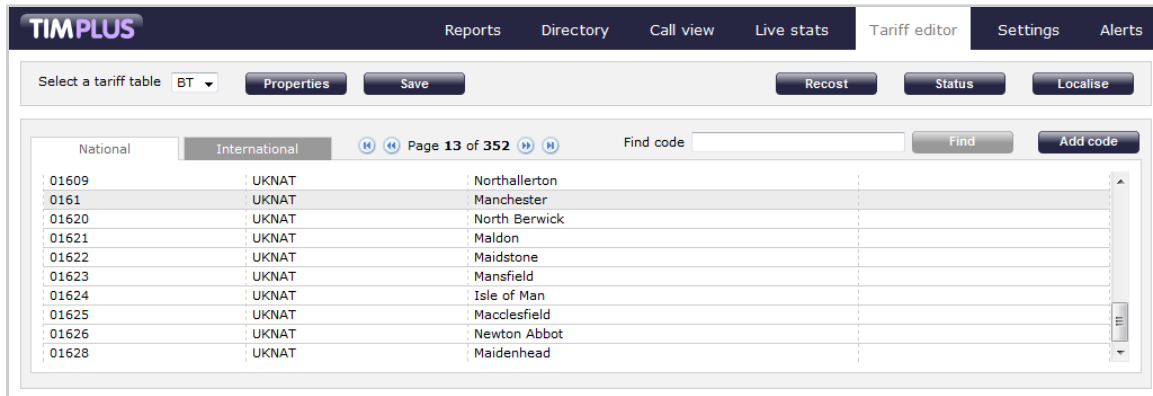 TIMPLUS Reports Directory Call view Live stats Tariff editor Settings Alerts
Select a tariff table BT Properties Save Recost Status Localise
National International Page 13 of 352 Find code Find Add code
01609 UKNAT Northallerton
0161 UKNAT Manchester
01620 UKNAT North Berwick
01621 UKNAT Maldon
01622 UKNAT Maidstone
01623 UKNAT Mansfield
01624 UKNAT Isle of Man
01625 UKNAT Macclesfield
01626 UKNAT Newton Abbot
01628 UKNAT Maidenhead